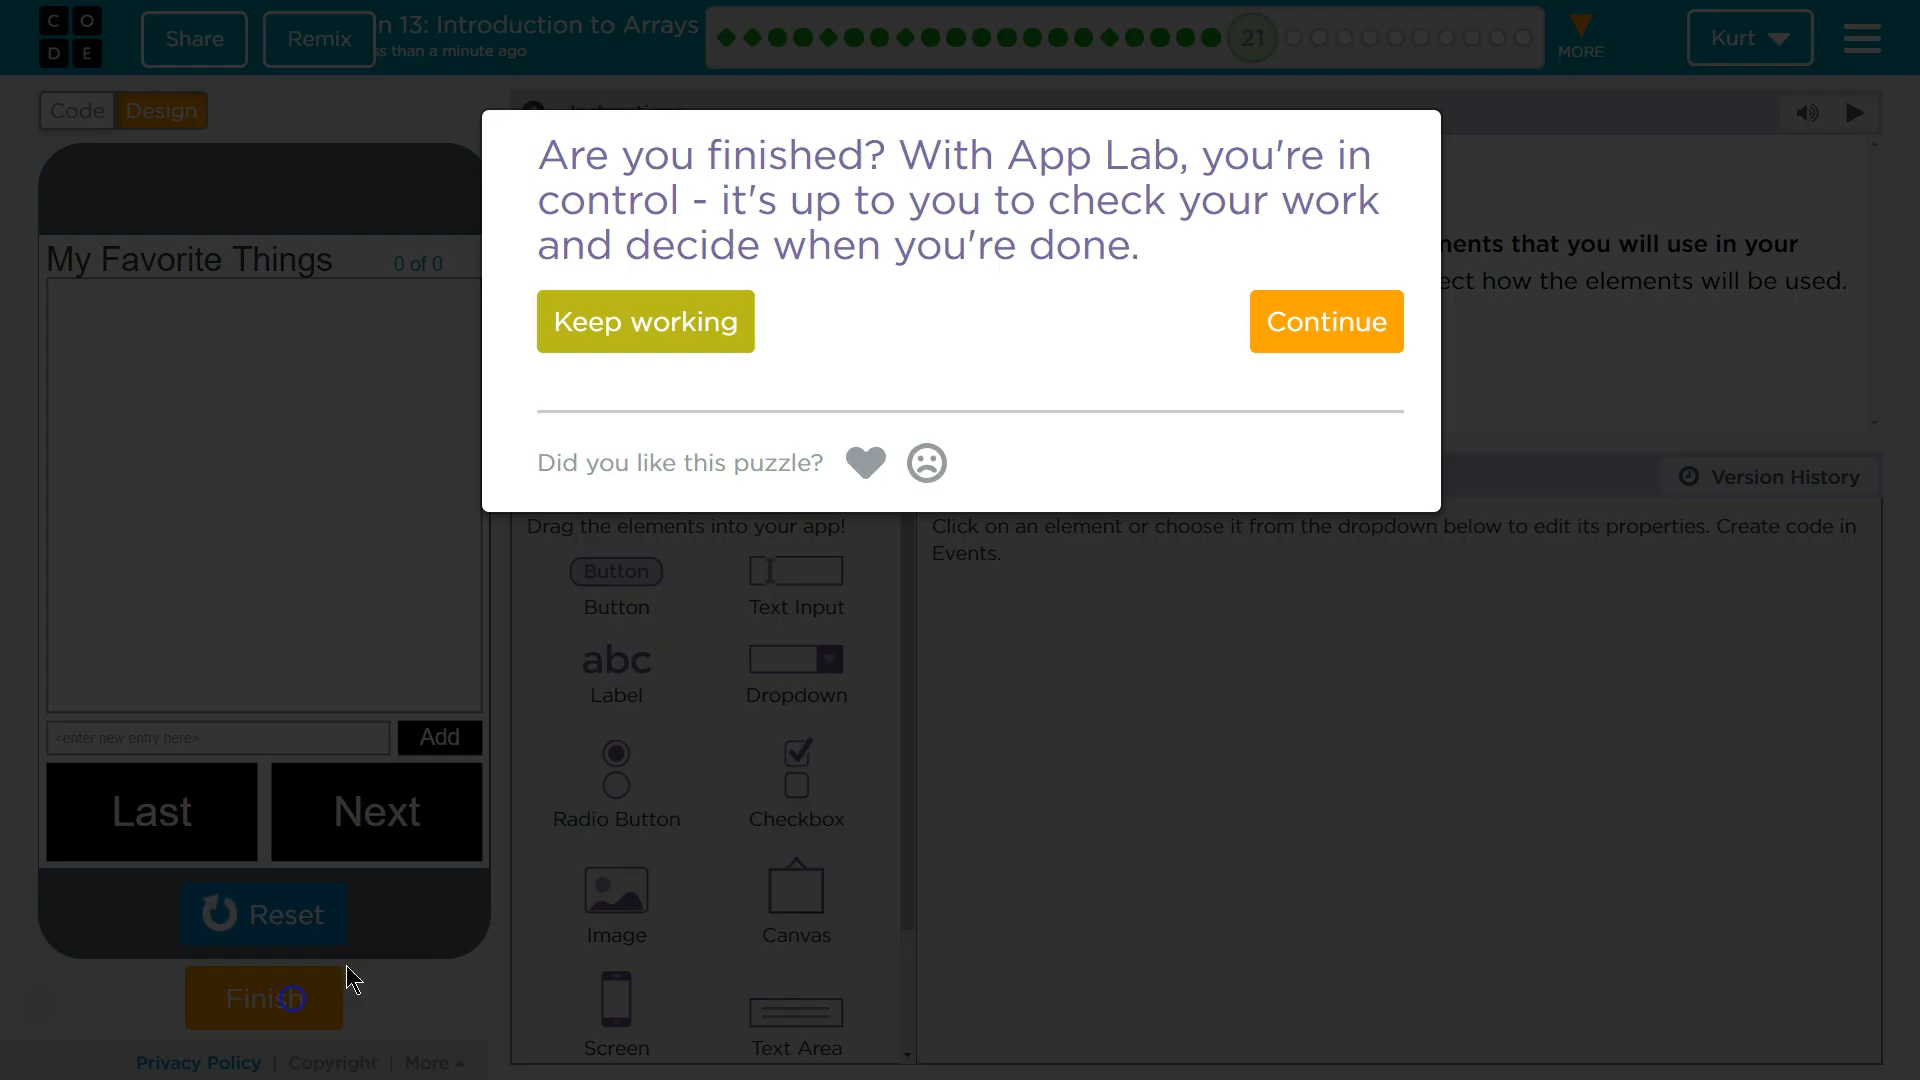 C O
D E
Share
Remix
n 13: Introduction to Arrays
ss than a minute ago
21
MORE
Kurt
Code
Design
Are you finished? With App Lab, you're in
control - it's up to you to check your work
and decide when you're done.
Keep working
Continue
Did you like this puzzle?
ments that you will use in your
ect how the elements will be used.
Version History
My Favorite Things
0 of 0
<enter new entry here>
Add
Last
Next
Reset
Finish
Drag the elements into your app!
Button
Button
Text Input
abc
Label
Dropdown
Radio Button
Checkbox
Image
Canvas
Screen
Text Area
Click on an element or choose it from the dropdown below to edit its properties. Create code in
Events.
Privacy Policy | Copyright | More